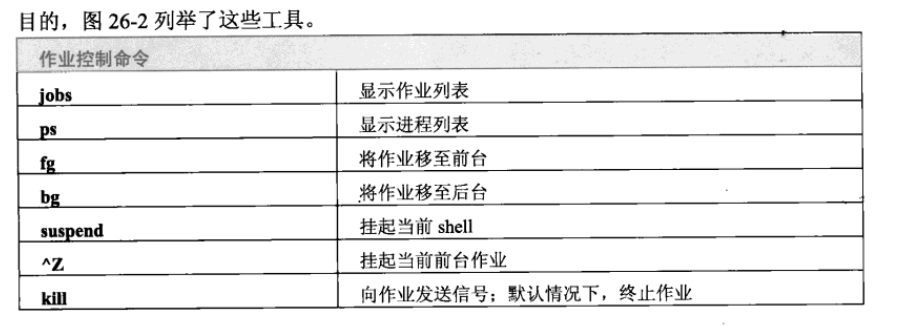 目的，图 26-2 列举了这些工具。
作业控制命令
jobs 显示作业列表
ps 显示进程列表
fg 将作业移至前台
bg 将作业移至后台
suspend 挂起当前 shell
^Z 挂起当前前台作业
kill 向作业发送信号；默认情况下，终止作业